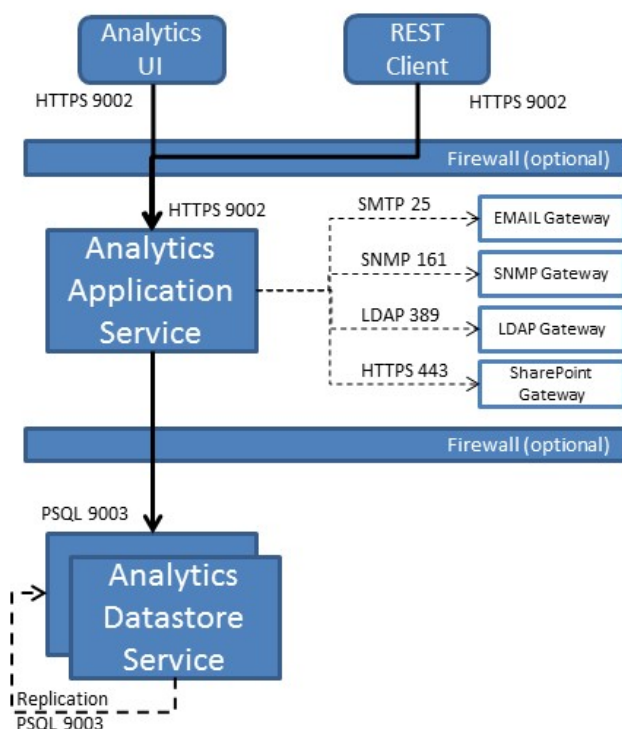 Analytics
UI
REST
Client
HTTPS 9002
HTTPS 9002
Firewall (optional)
HTTPS 9002
Analytics
Application
Service
SMTP 25
EMAIL Gateway
SNMP 161
SNMP Gateway
LDAP 389
LDAP Gateway
HTTPS 443
SharePoint
Gateway
Firewall (optional)
PSQL 9003
Analytics
Datastore
Service
Replication
PSQL 9003